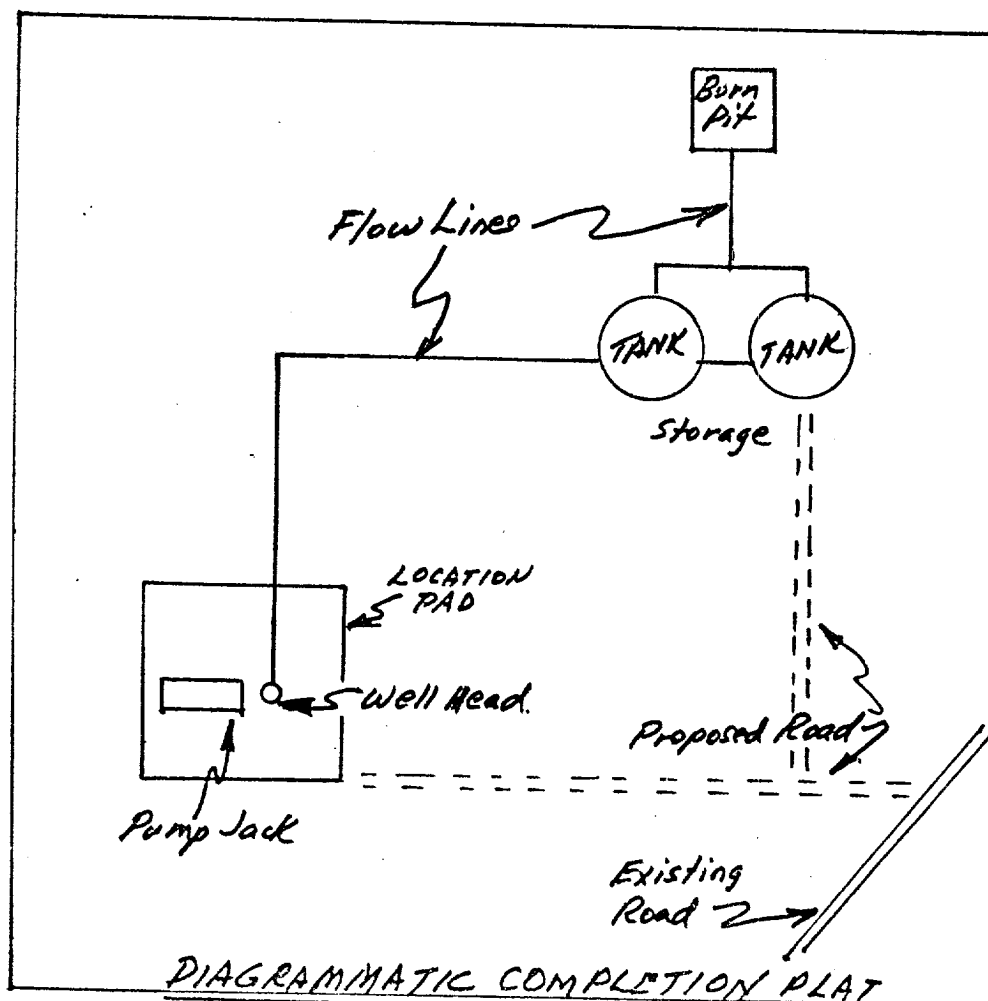 Burn
Pit
Flow Lines
TANK
TANK
Storage
LOCATION
PAD
Well Head.
Proposed Road
Pump Jack
Existing
Road
DIAGRAMMATIC COMPLETION PLAT